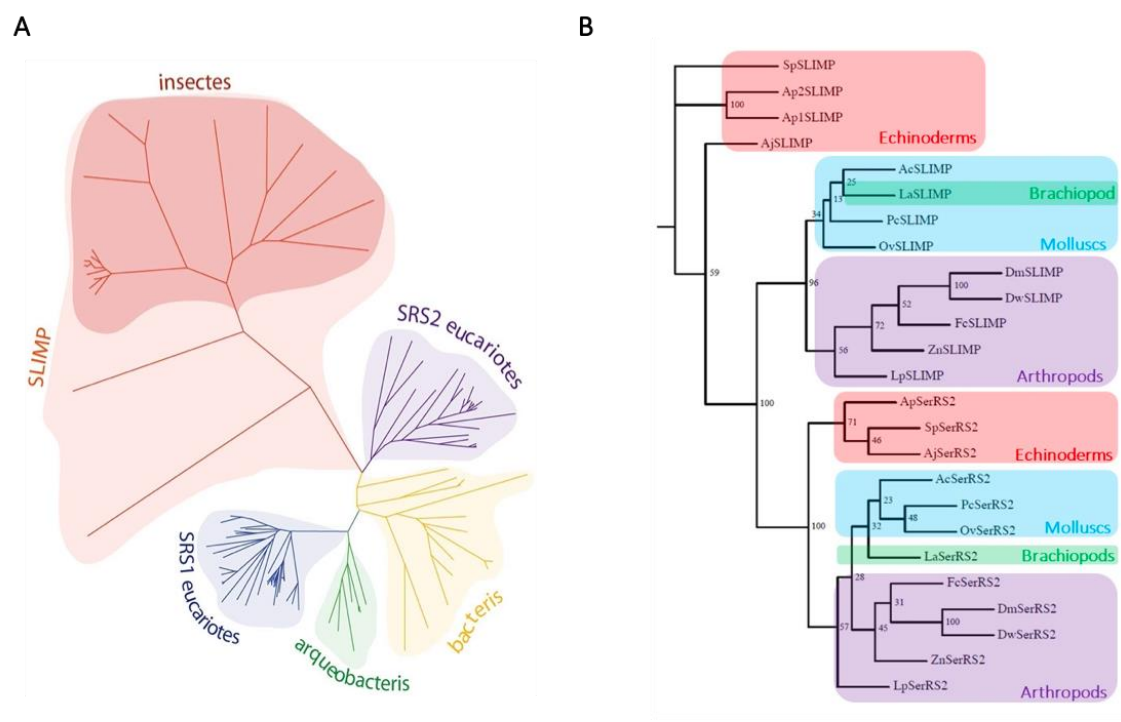 A
insectes
SLIMP
SRS2 eucariotes
SRS1 eucariotes
arqueobacteris
bacteris
B
SpSLIMP
Ap2SLIMP
100
Ap1SLIMP
Echinoderms
AjSLIMP
AcSLIMP
25
LaSLIMP
Brachiopod
13
PcSLIMP
34
OvSLIMP
Molluscs
59
DmSLIMP
96
100
DwSLIMP
52
FcSLIMP
72
ZnSLIMP
56
LpSLIMP
Arthropods
100
ApSerRS2
71
SpSerRS2
46
AjSerRS2
Echinoderms
AcSerRS2
23
PcSerRS2
48
100
32
OvSerRS2
Molluscs
LaSerRS2
Brachiopods
28
FcSerRS2
31
DmSerRS2
100
57
45
DwSerRS2
ZnSerRS2
LpSerRS2
Arthropods